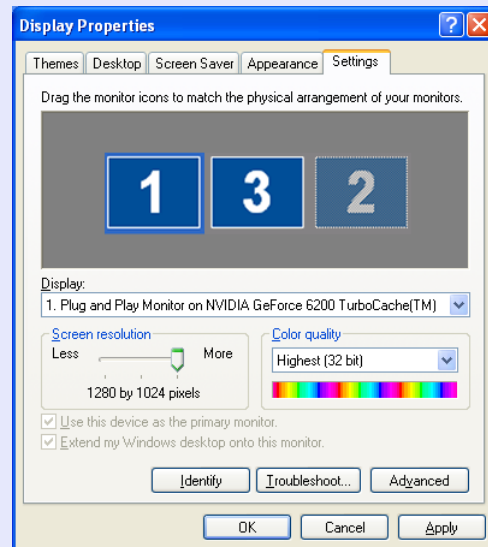 Display Properties
Themes Desktop Screen Saver Appearance Settings
Drag the monitor icons to match the physical arrangement of your monitors.
1 3 2
Display:
1. Plug and Play Monitor on NVIDIA GeForce 6200 TurboCache(TM)
Screen resolution
Less More
1280 by 1024 pixels
Color quality
Highest (32 bit)
Use this device as the primary monitor.
Extend my Windows desktop onto this monitor.
Identify Troubleshoot... Advanced
OK Cancel Apply